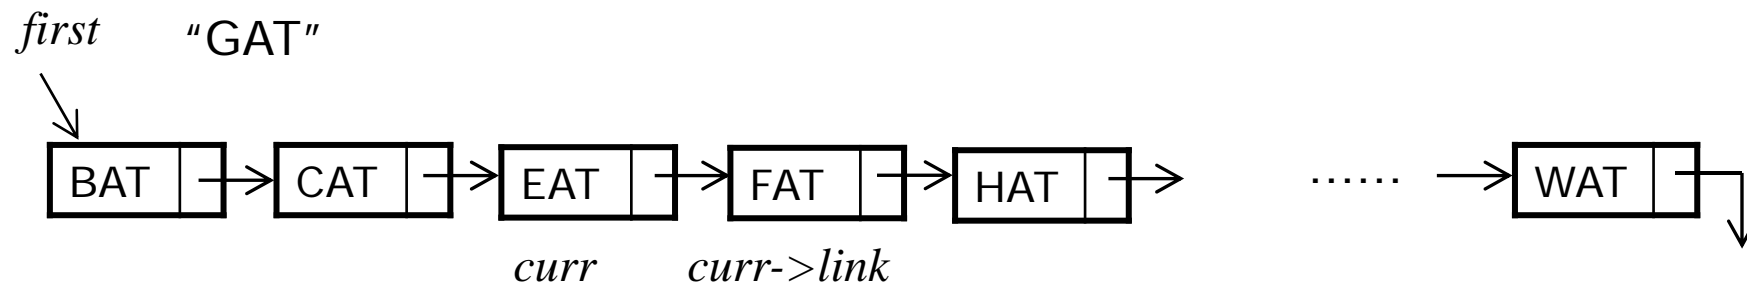 first “GAT”
BAT CAT EAT FAT HAT ...... WAT
curr curr->link